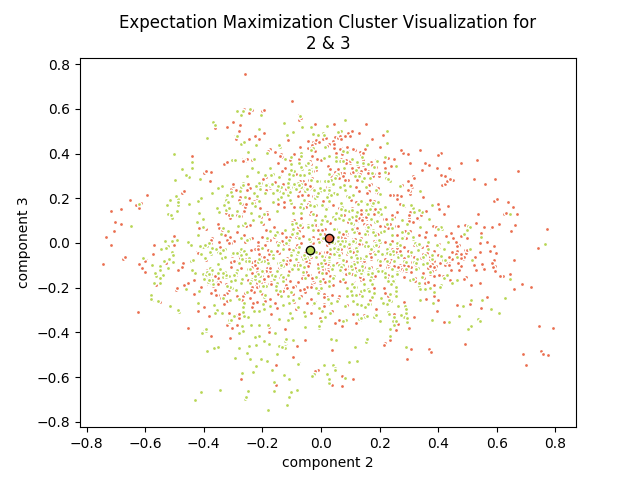 Expectation Maximization Cluster Visualization for
2 & 3
0.8
0.6
0.4
0.2
0.0
−0.2
−0.4
−0.6
−0.8
component 3
−0.8 −0.6 −0.4 −0.2 0.0 0.2 0.4 0.6 0.8
component 2